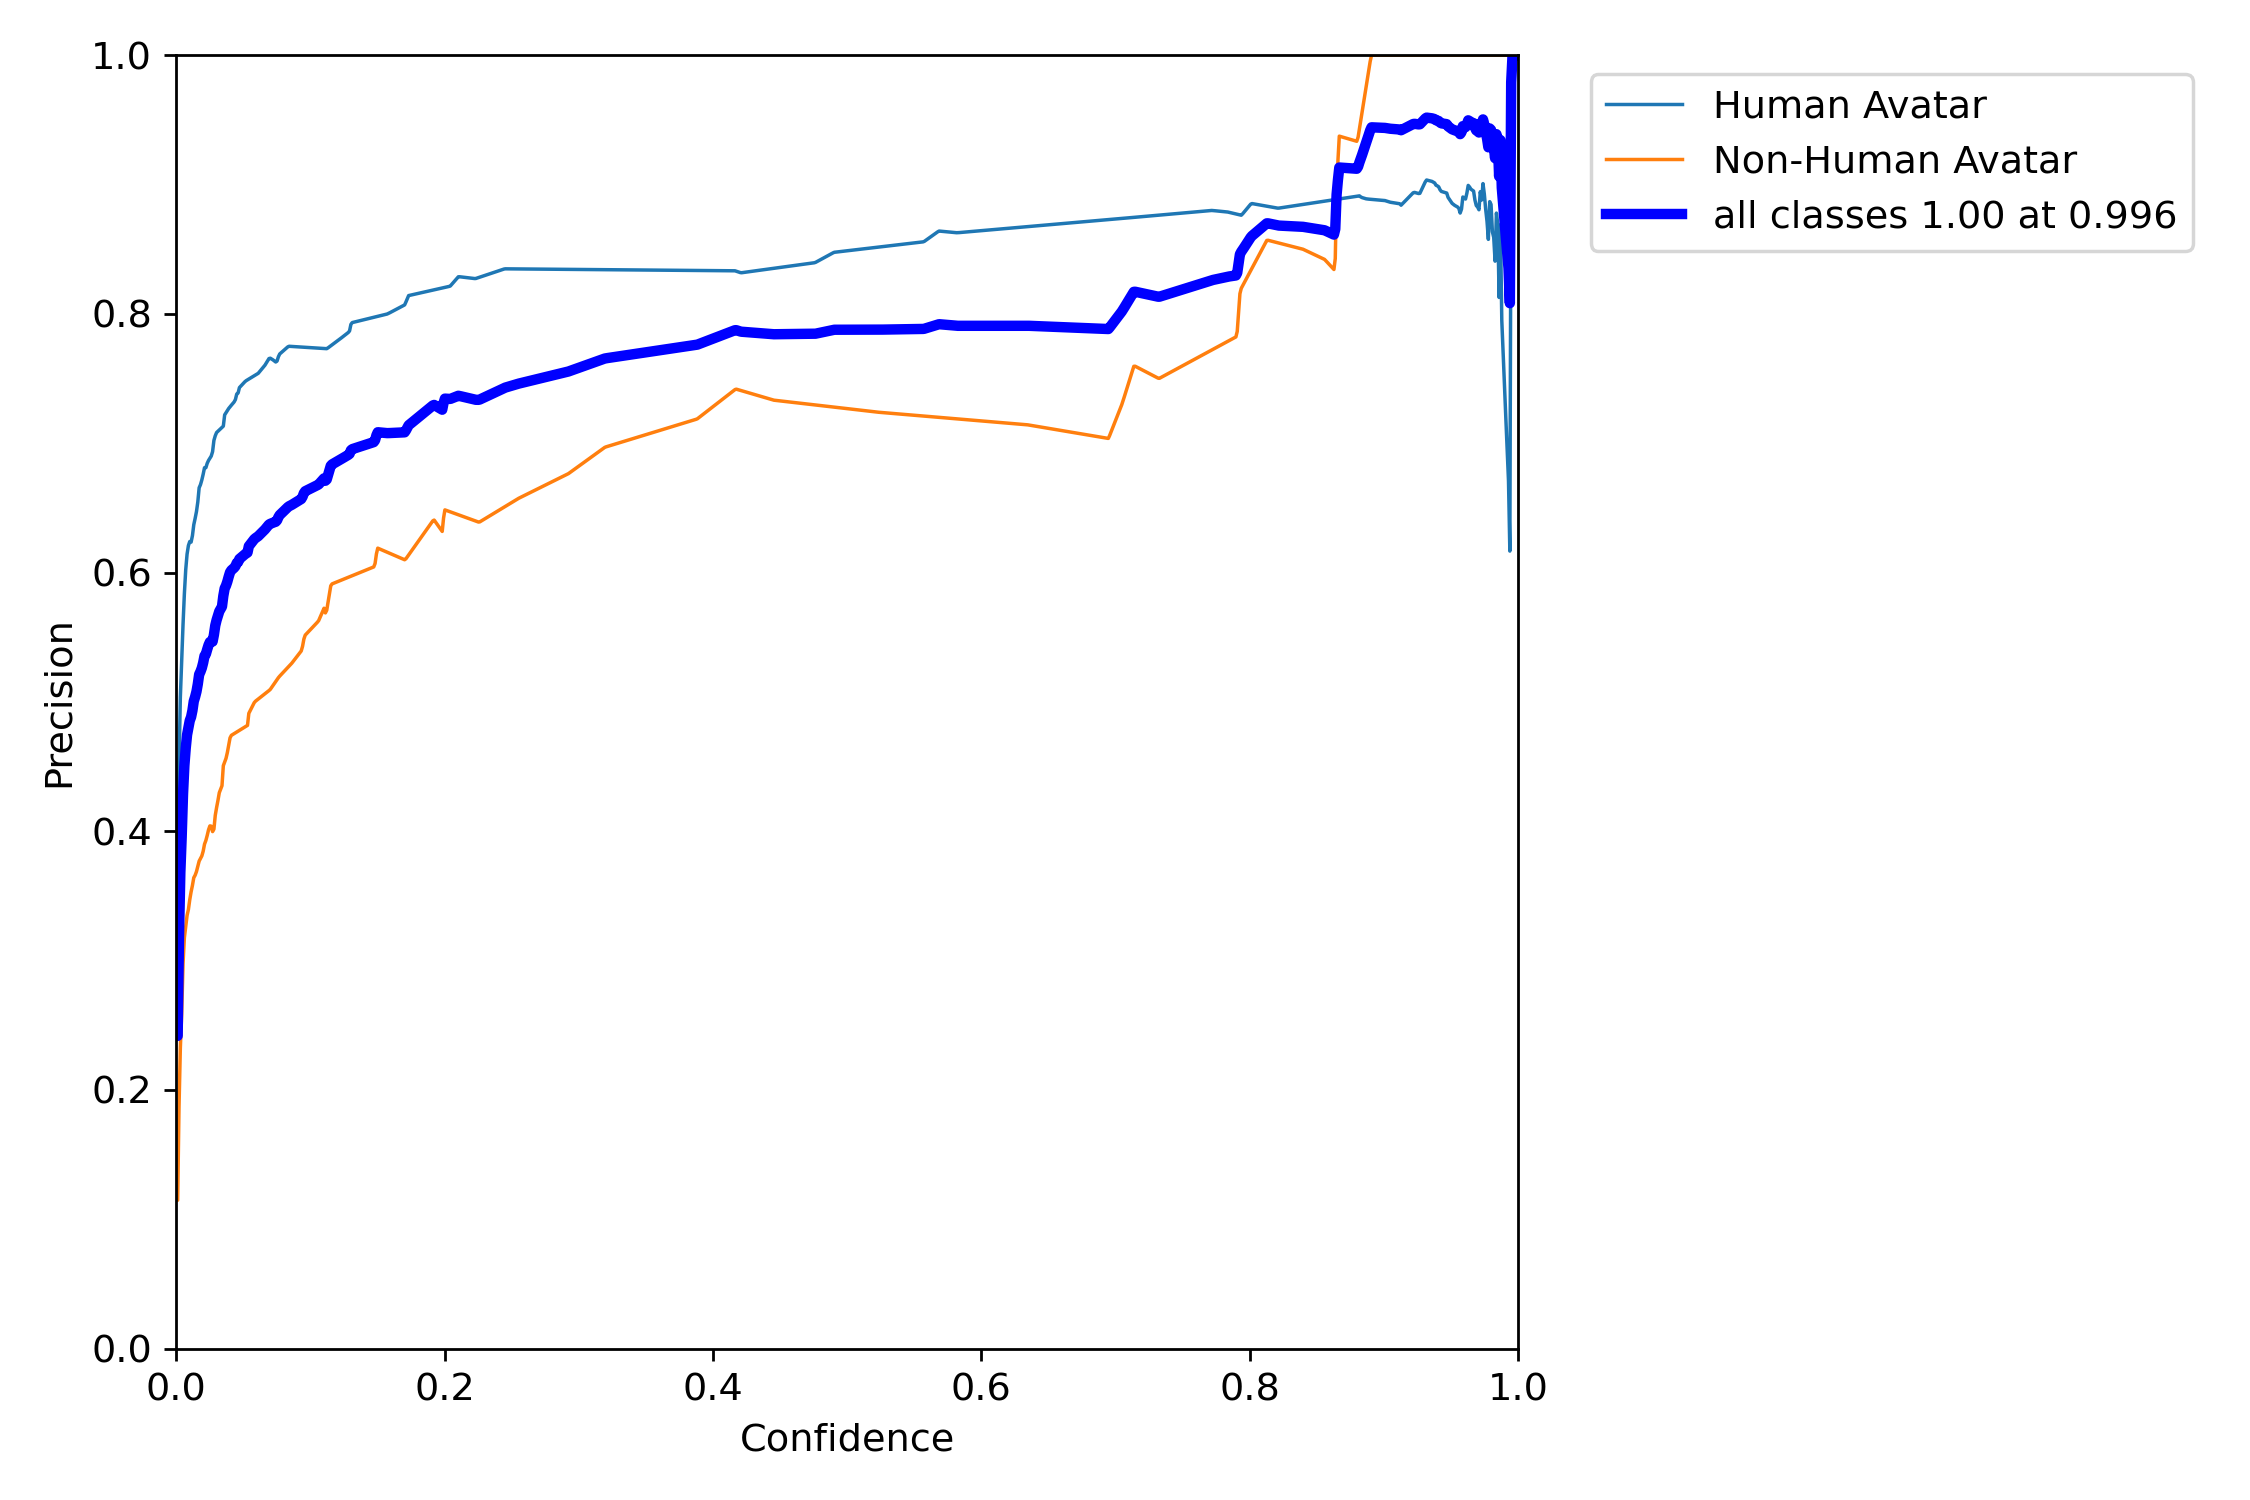 1.0
0.8
0.6
0.4
0.2
0.0
Precision
0.0 0.2 0.4 0.6 0.8 1.0
Confidence
Human Avatar
Non-Human Avatar
all classes 1.00 at 0.996